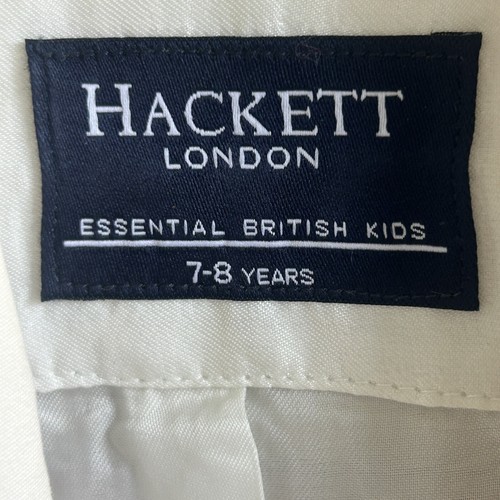 HACKETT
LONDON
ESSENTIAL BRITISH KIDS
7-8 YEARS